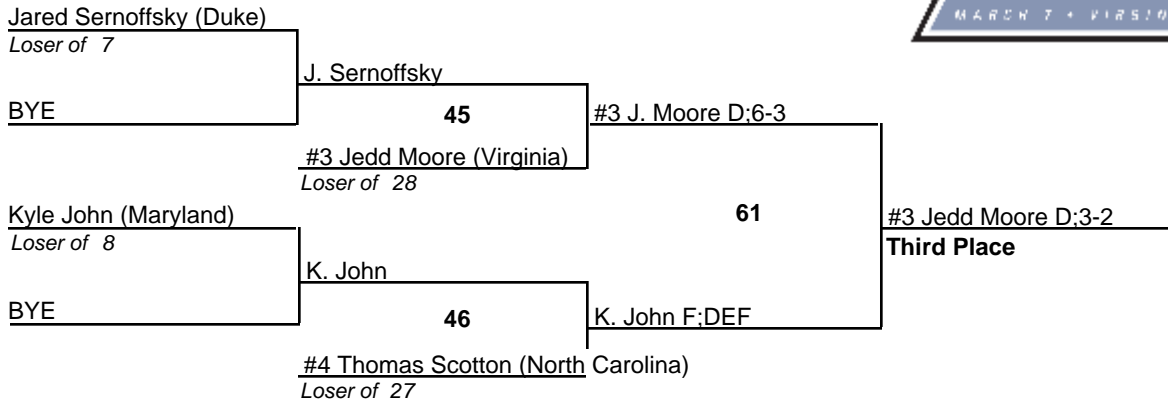 Jared Sernoffsky (Duke)
MARCH 7
Loser of 7
J. Sernoffsky
BYE
45
#3 J. Moore D;6-3
#3 Jedd Moore (Virginia)
Loser of 28
Kyle John (Maryland)
61
#3 Jedd Moore D;3-2
Loser of 8
Third Place
K. John
BYE
46
K. John F;DEF
#4 Thomas Scotton (North Carolina)
Loser of 27